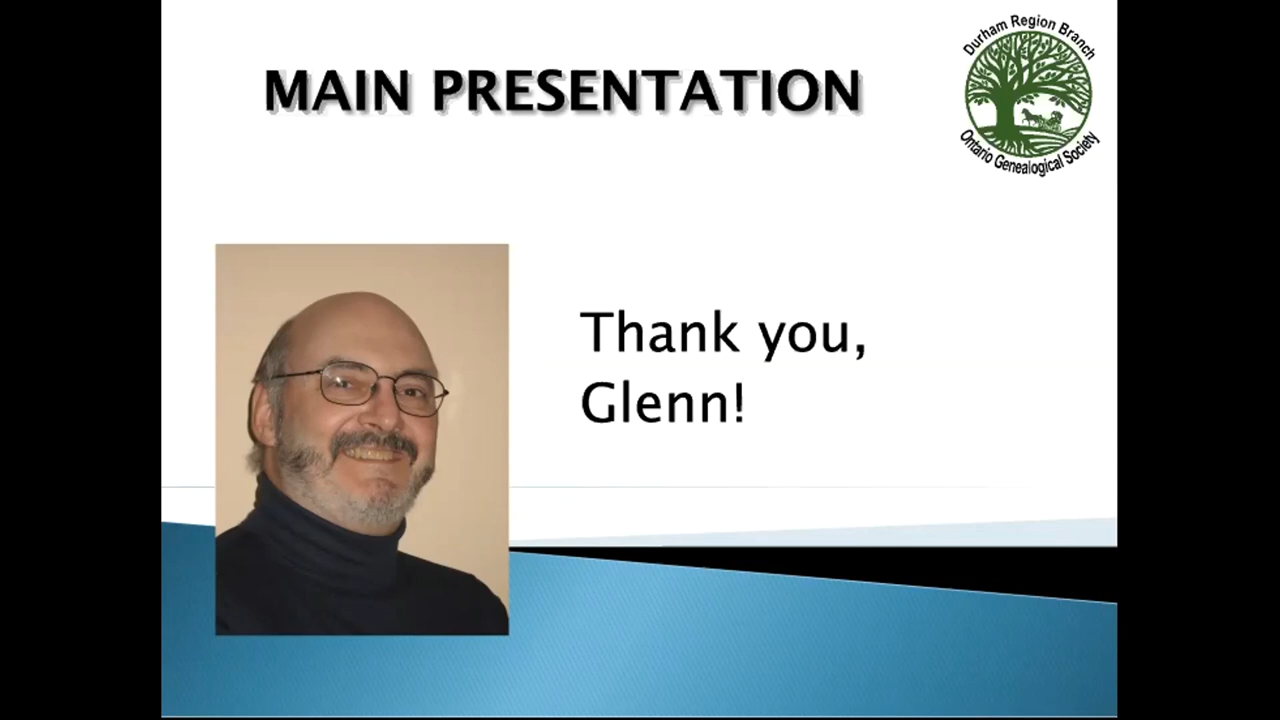 MAIN PRESENTATION
Durham Region Branch
Ontario Genealogical Society
Thank you,
Glenn!